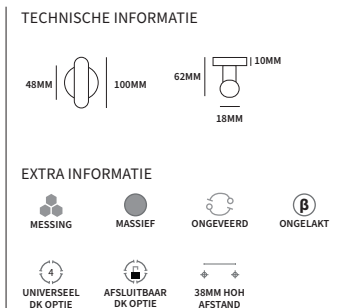 TECHNISCHE INFORMATIE
10MM
62MM
48MM
100MM
18MM
EXTRA INFORMATIE
β
MESSING MASSIEF ONGEVEERD ONGELAKT
4
UNIVERSEEL AFSLUITBAAR 38MM HOH
DK OPTIE DK OPTIE AFSTAND